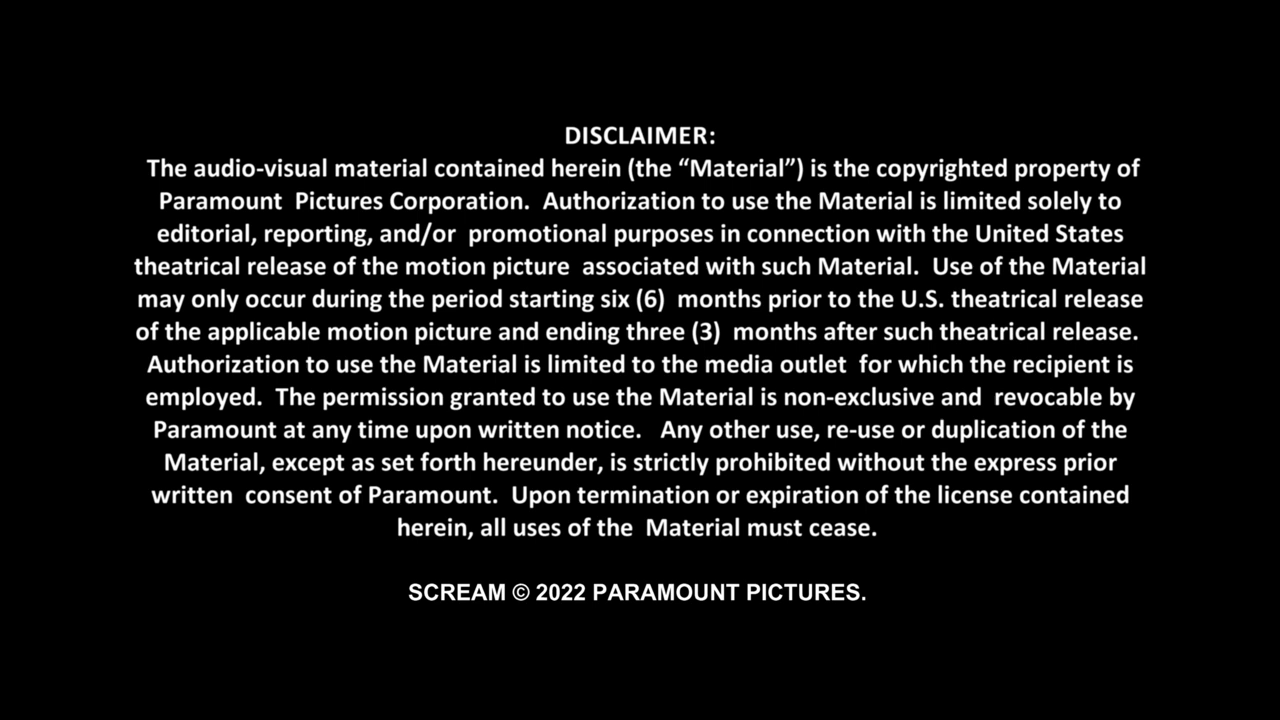 DISCLAIMER:
The audio-visual material contained herein (the “Material”) is the copyrighted property of
Paramount  Pictures Corporation.  Authorization to use the Material is limited solely to
editorial, reporting, and/or  promotional purposes in connection with the United States
theatrical release of the motion picture  associated with such Material.  Use of the Material
may only occur during the period starting six (6)  months prior to the U.S. theatrical release
of the applicable motion picture and ending three (3)  months after such theatrical release.
Authorization to use the Material is limited to the media outlet  for which the recipient is
employed.  The permission granted to use the Material is non-exclusive and  revocable by
Paramount at any time upon written notice.   Any other use, re-use or duplication of the
Material, except as set forth hereunder, is strictly prohibited without the express prior
written  consent of Paramount.  Upon termination or expiration of the license contained
herein, all uses of the  Material must cease.
SCREAM © 2022 PARAMOUNT PICTURES.